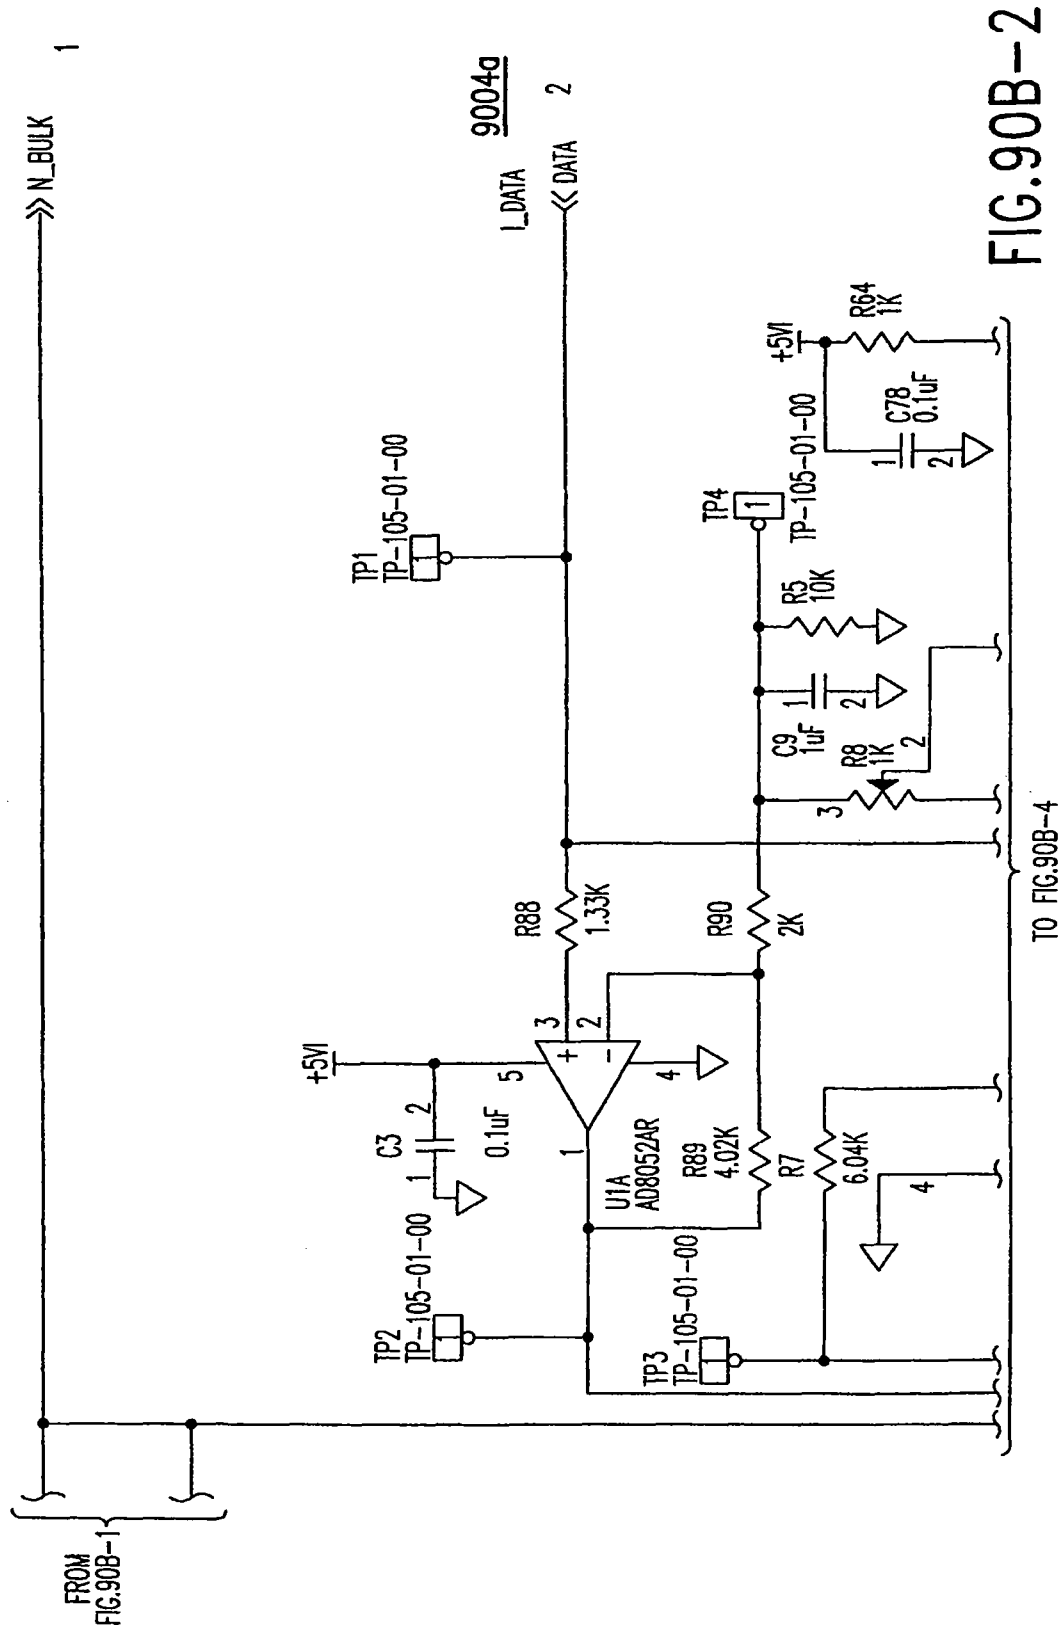 N_BULK
1
9004a
I_DATA
DATA
2
TP1
TP-105-01-00
1
+5VI
C3
1
2
0.1uF
5
3
+
2
-
4
1
U1A
AD8052AR
R88
1.33K
R90
2K
R89
4.02K
R7
6.04K
4
TP2
TP-105-01-00
1
TP3
TP-105-01-00
1
TP4
1
TP-105-01-00
C9
1uF
1
2
R5
10K
R8
1K
3
2
+5VI
R64
1K
C78
0.1uF
1
2
FROM
FIG.90B-1
TO FIG.90B-4
FIG.90B-2